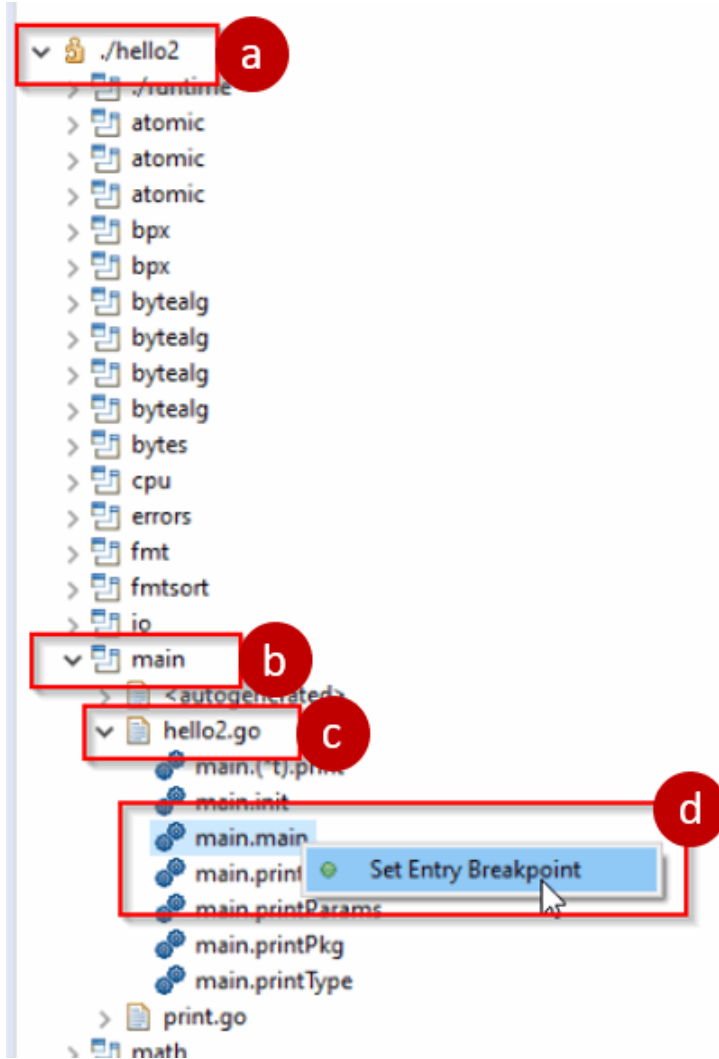 ./hello2
a
./runtime
atomic
atomic
atomic
bpx
bpx
bytealg
bytealg
bytealg
bytealg
bytes
cpu
errors
fmt
fmtsort
io
main
b
<autogenerated>
hello2.go
c
main.(*t).print
main.init
d
main.main
main.print
Set Entry Breakpoint
main.printParams
main.printPkg
main.printType
print.go
math